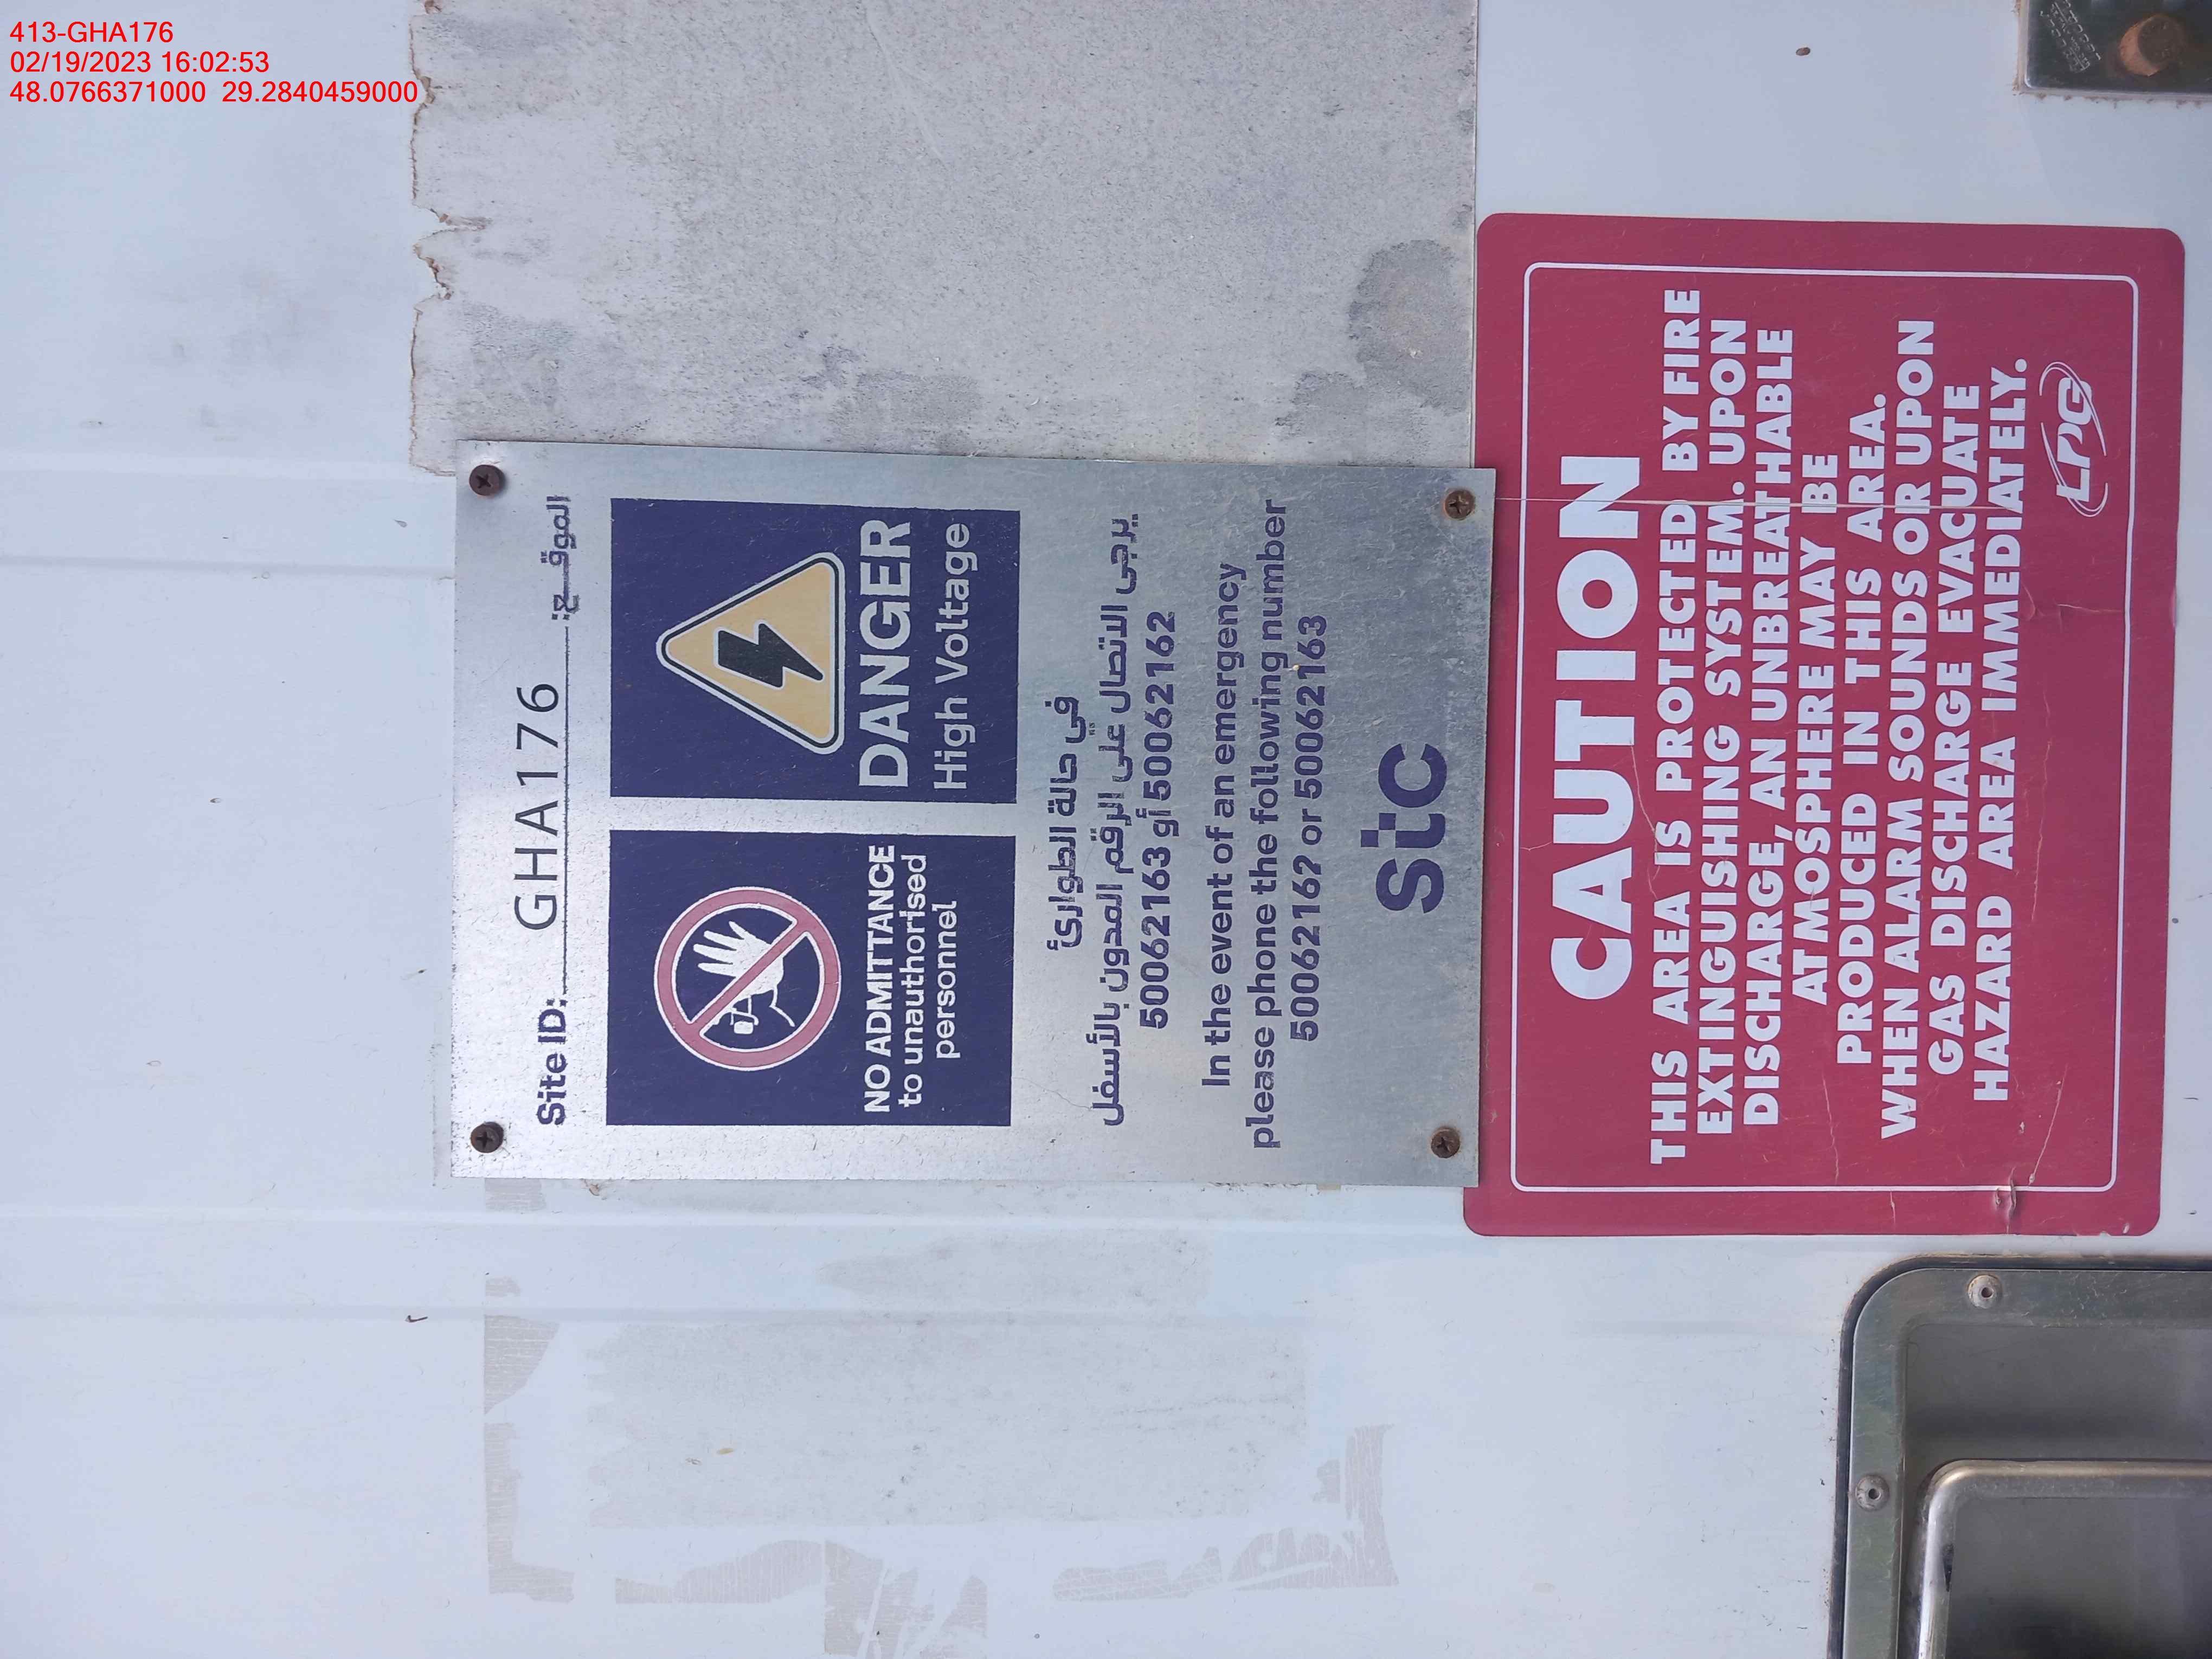 413-GHA176
02/19/2023 16:02:53
48.0766371000 29.2840459000
Site ID: GHA176 الموقـــع:
NO ADMITTANCE
to unauthorised
personnel
DANGER
High Voltage
في حالة الطوارئ
يرجى الاتصال على الرقم المدون بالأسفل
50062163 أو 50062162
In the event of an emergency
please phone the following number
50062162 or 50062163
stc
CAUTION
THIS AREA IS PROTECTED BY FIRE
EXTINGUISHING SYSTEM. UPON
DISCHARGE, AN UNBREATHABLE
ATMOSPHERE MAY BE
PRODUCED IN THIS AREA.
WHEN ALARM SOUNDS OR UPON
GAS DISCHARGE EVACUATE
HAZARD AREA IMMEDIATELY.
LPG